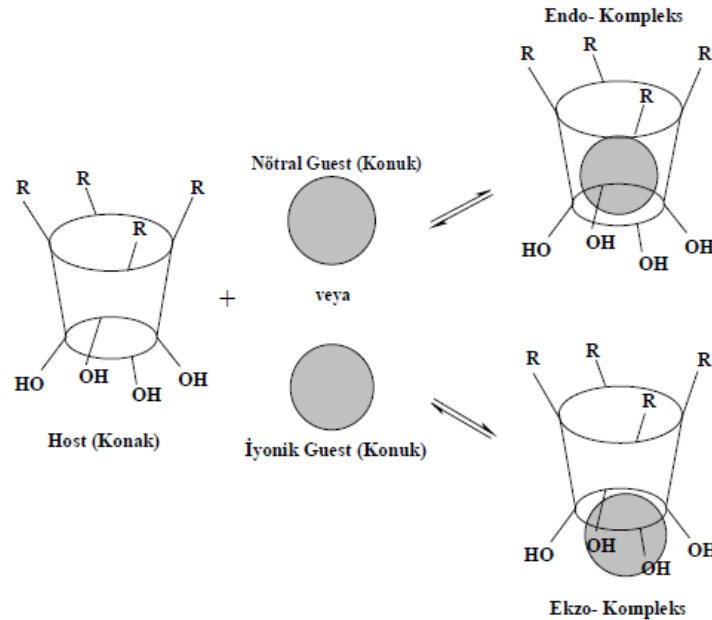 Endo- Kompleks
R
R
R
R
HO
OH
OH
OH
Nötral Guest (Konuk)
R
R
R
R
HO
OH
OH
OH
Host (Konak)
+
veya
İyonik Guest (Konuk)
R
R
R
R
HO
OH
OH
OH
Ekzo- Kompleks